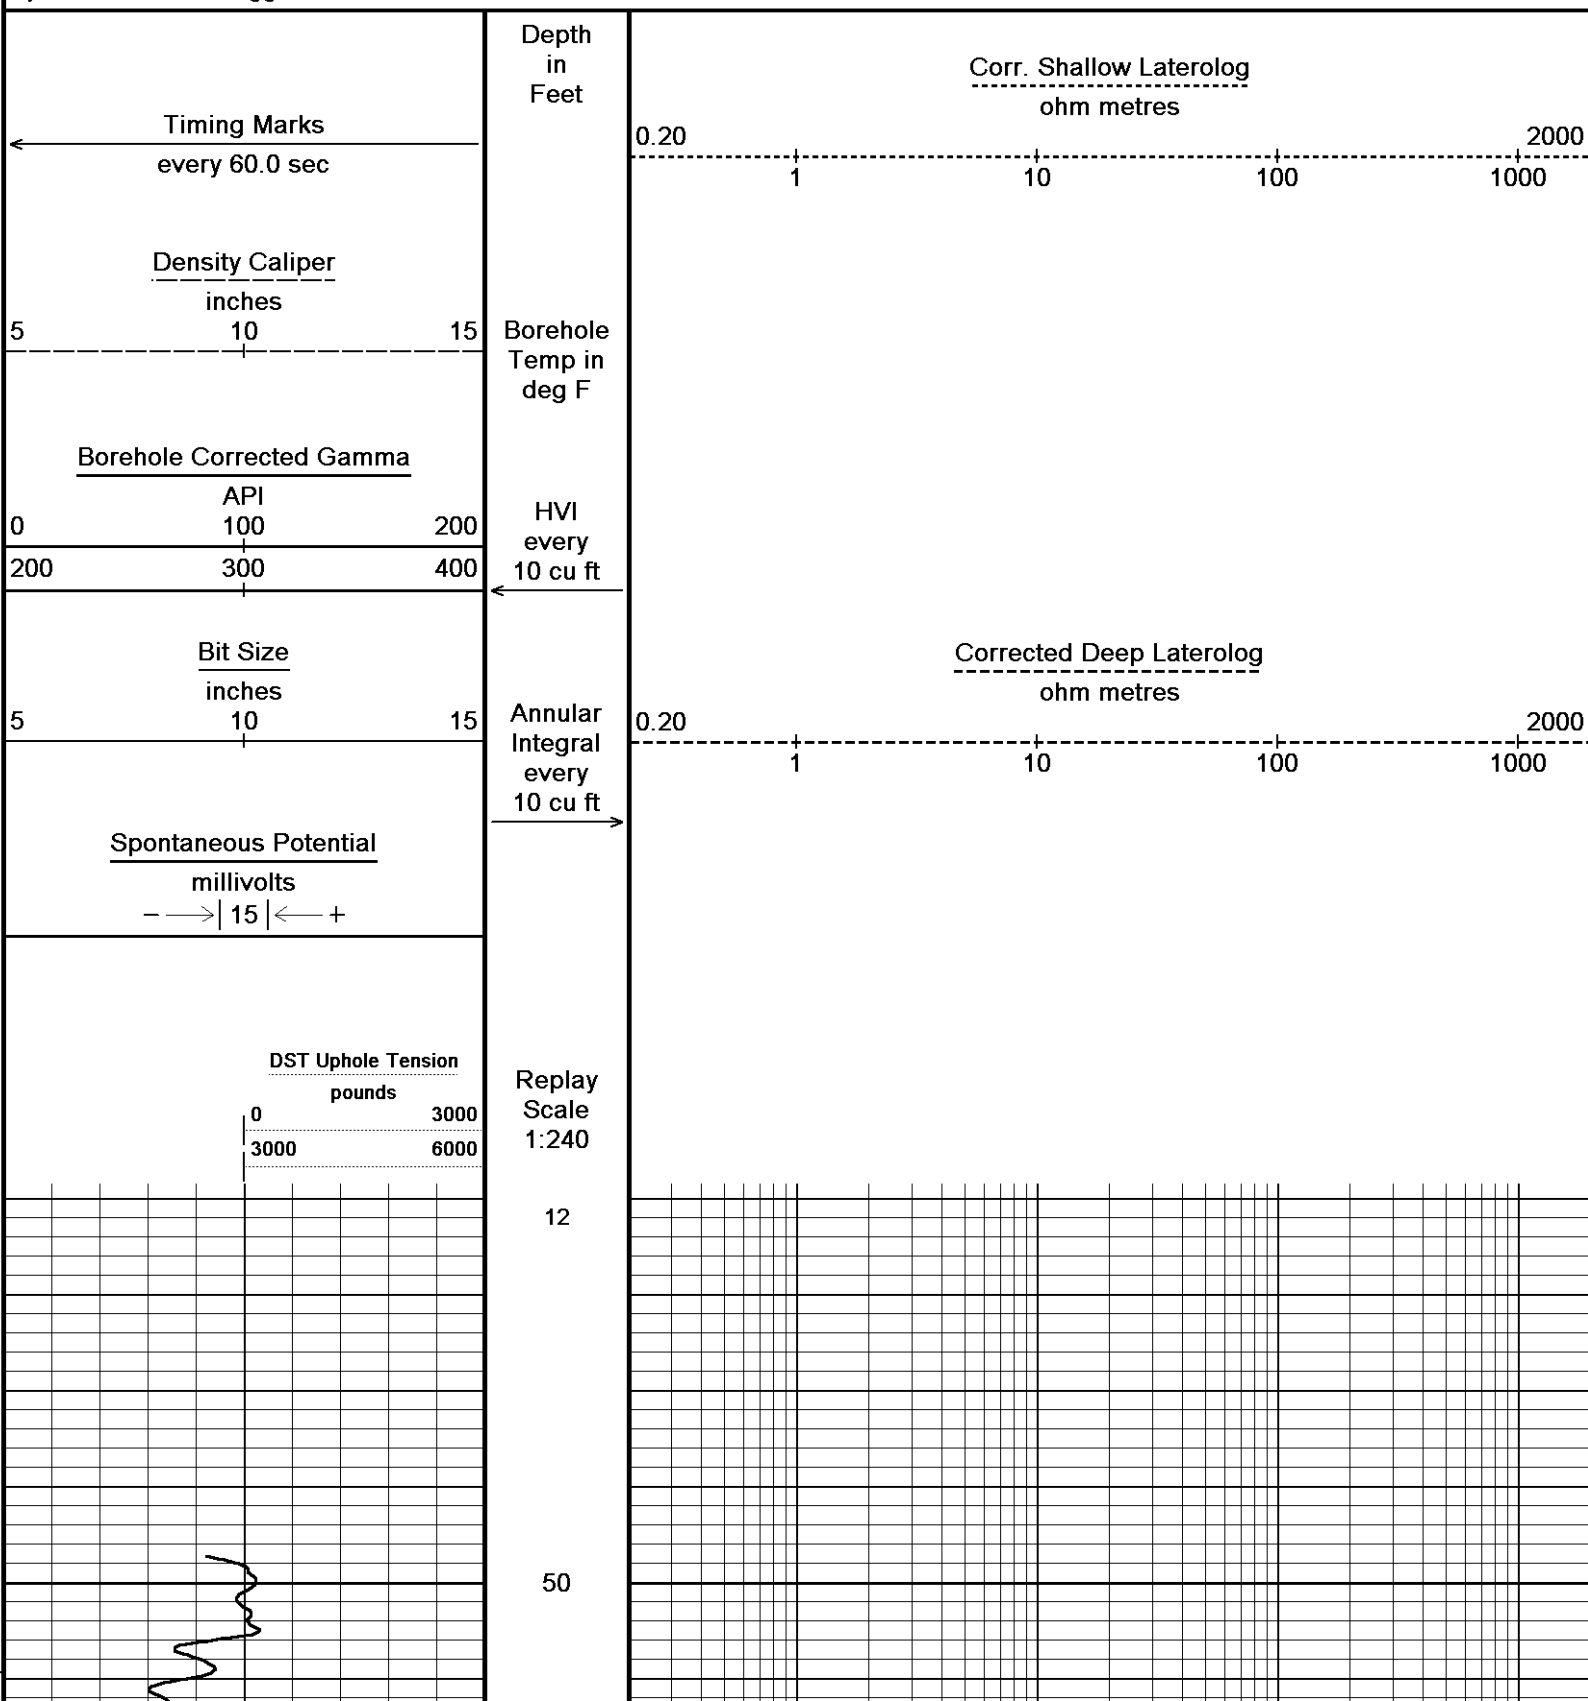 Timing Marks
every 60.0 sec
Density Caliper
inches
5 10 15
Borehole Corrected Gamma
API
0 100 200
200 300 400
Bit Size
inches
5 10 15
Spontaneous Potential
millivolts
− 15 +
DST Uphole Tension
pounds
0 3000
3000 6000
Depth
in
Feet
Borehole
Temp in
deg F
HVI
every
10 cu ft
Annular
Integral
every
10 cu ft
Replay
Scale
1:240
12
50
Corr. Shallow Laterolog
ohm metres
0.20 2000
1 10 100 1000
Corrected Deep Laterolog
ohm metres
0.20 2000
1 10 100 1000